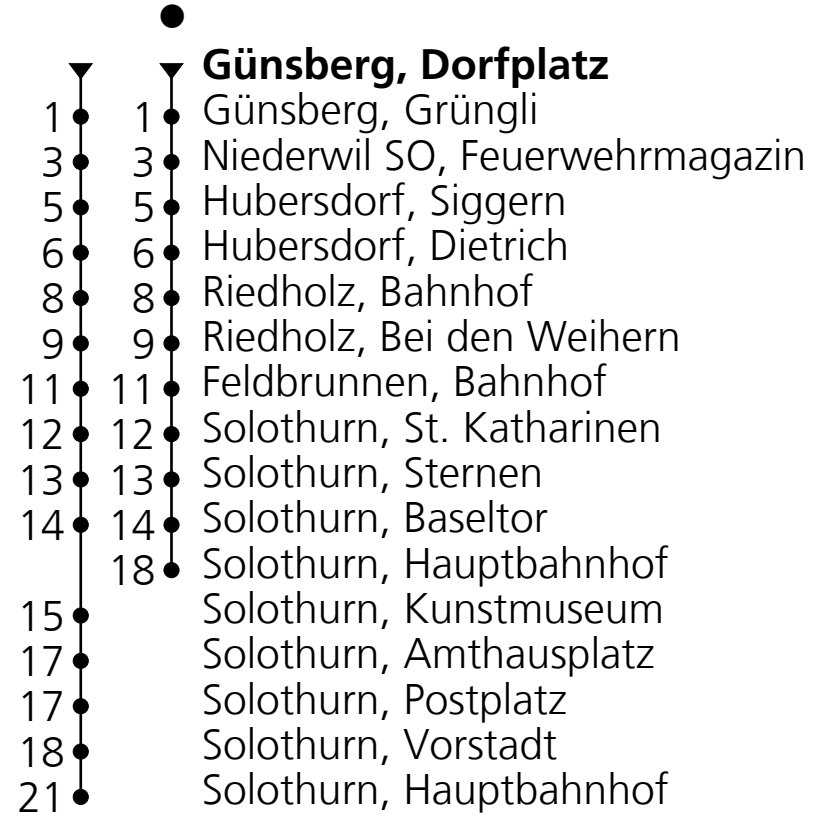 Günsberg, Dorfplatz
1 1 Günsberg, Grüngli
3 3 Niederwil SO, Feuerwehrmagazin
5 5 Hubersdorf, Siggern
6 6 Hubersdorf, Dietrich
8 8 Riedholz, Bahnhof
9 9 Riedholz, Bei den Weihern
11 11 Feldbrunnen, Bahnhof
12 12 Solothurn, St. Katharinen
13 13 Solothurn, Sternen
14 14 Solothurn, Baseltor
18 Solothurn, Hauptbahnhof
15 Solothurn, Kunstmuseum
17 Solothurn, Amthausplatz
17 Solothurn, Postplatz
18 Solothurn, Vorstadt
21 Solothurn, Hauptbahnhof